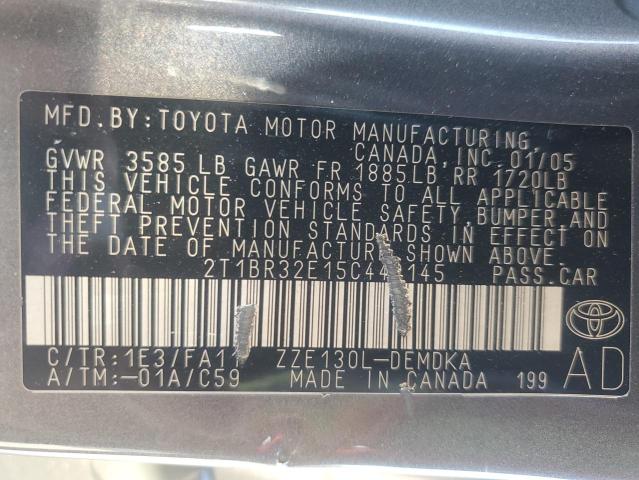 MFD. BY: TOYOTA MOTOR MANUFACTURING,
CANADA, INC. 01/05
GVWR 3585 LB GAWR FR 1885LB RR 1720LB
THIS VEHICLE CONFORMS TO ALL APPLICABLE
FEDERAL MOTOR VEHICLE SAFETY, BUMPER AND
THEFT PREVENTION STANDARDS IN EFFECT ON
THE DATE OF MANUFACTURE SHOWN ABOVE.
PASS.CAR
C/TR: ZZE130L-DEMDKA
A/TM:-01A/C59 MADE IN CANADA 199
AD